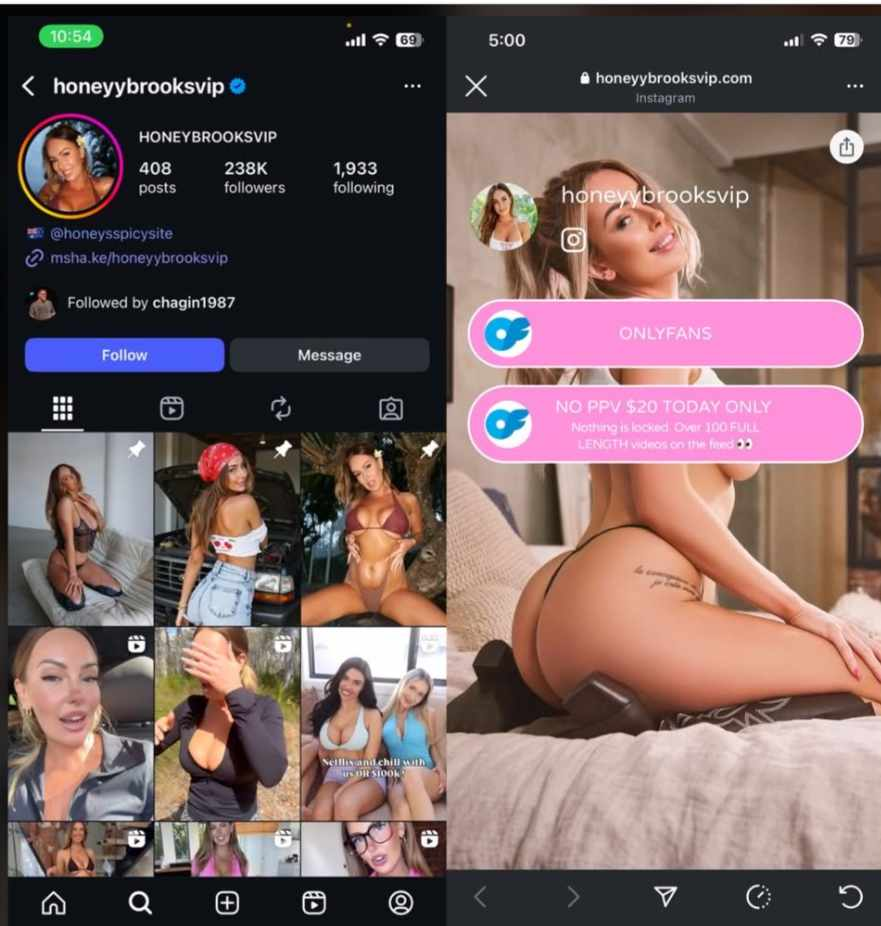 10:54
69
honeyybrooksvip
HONEYBROOKSVIP
408
238K
1,933
posts
followers
following
@honeysspicysite
msha.ke/honeyybrooksvip
Followed by chagin1987
Follow
Message
Netflix and chill with
us OR $100k?
5:00
79
honeyybrooksvip.com
Instagram
honeyybrooksvip
ONLYFANS
NO PPV $20 TODAY ONLY
Nothing is locked. Over 100 FULL
LENGTH videos on the feed👀